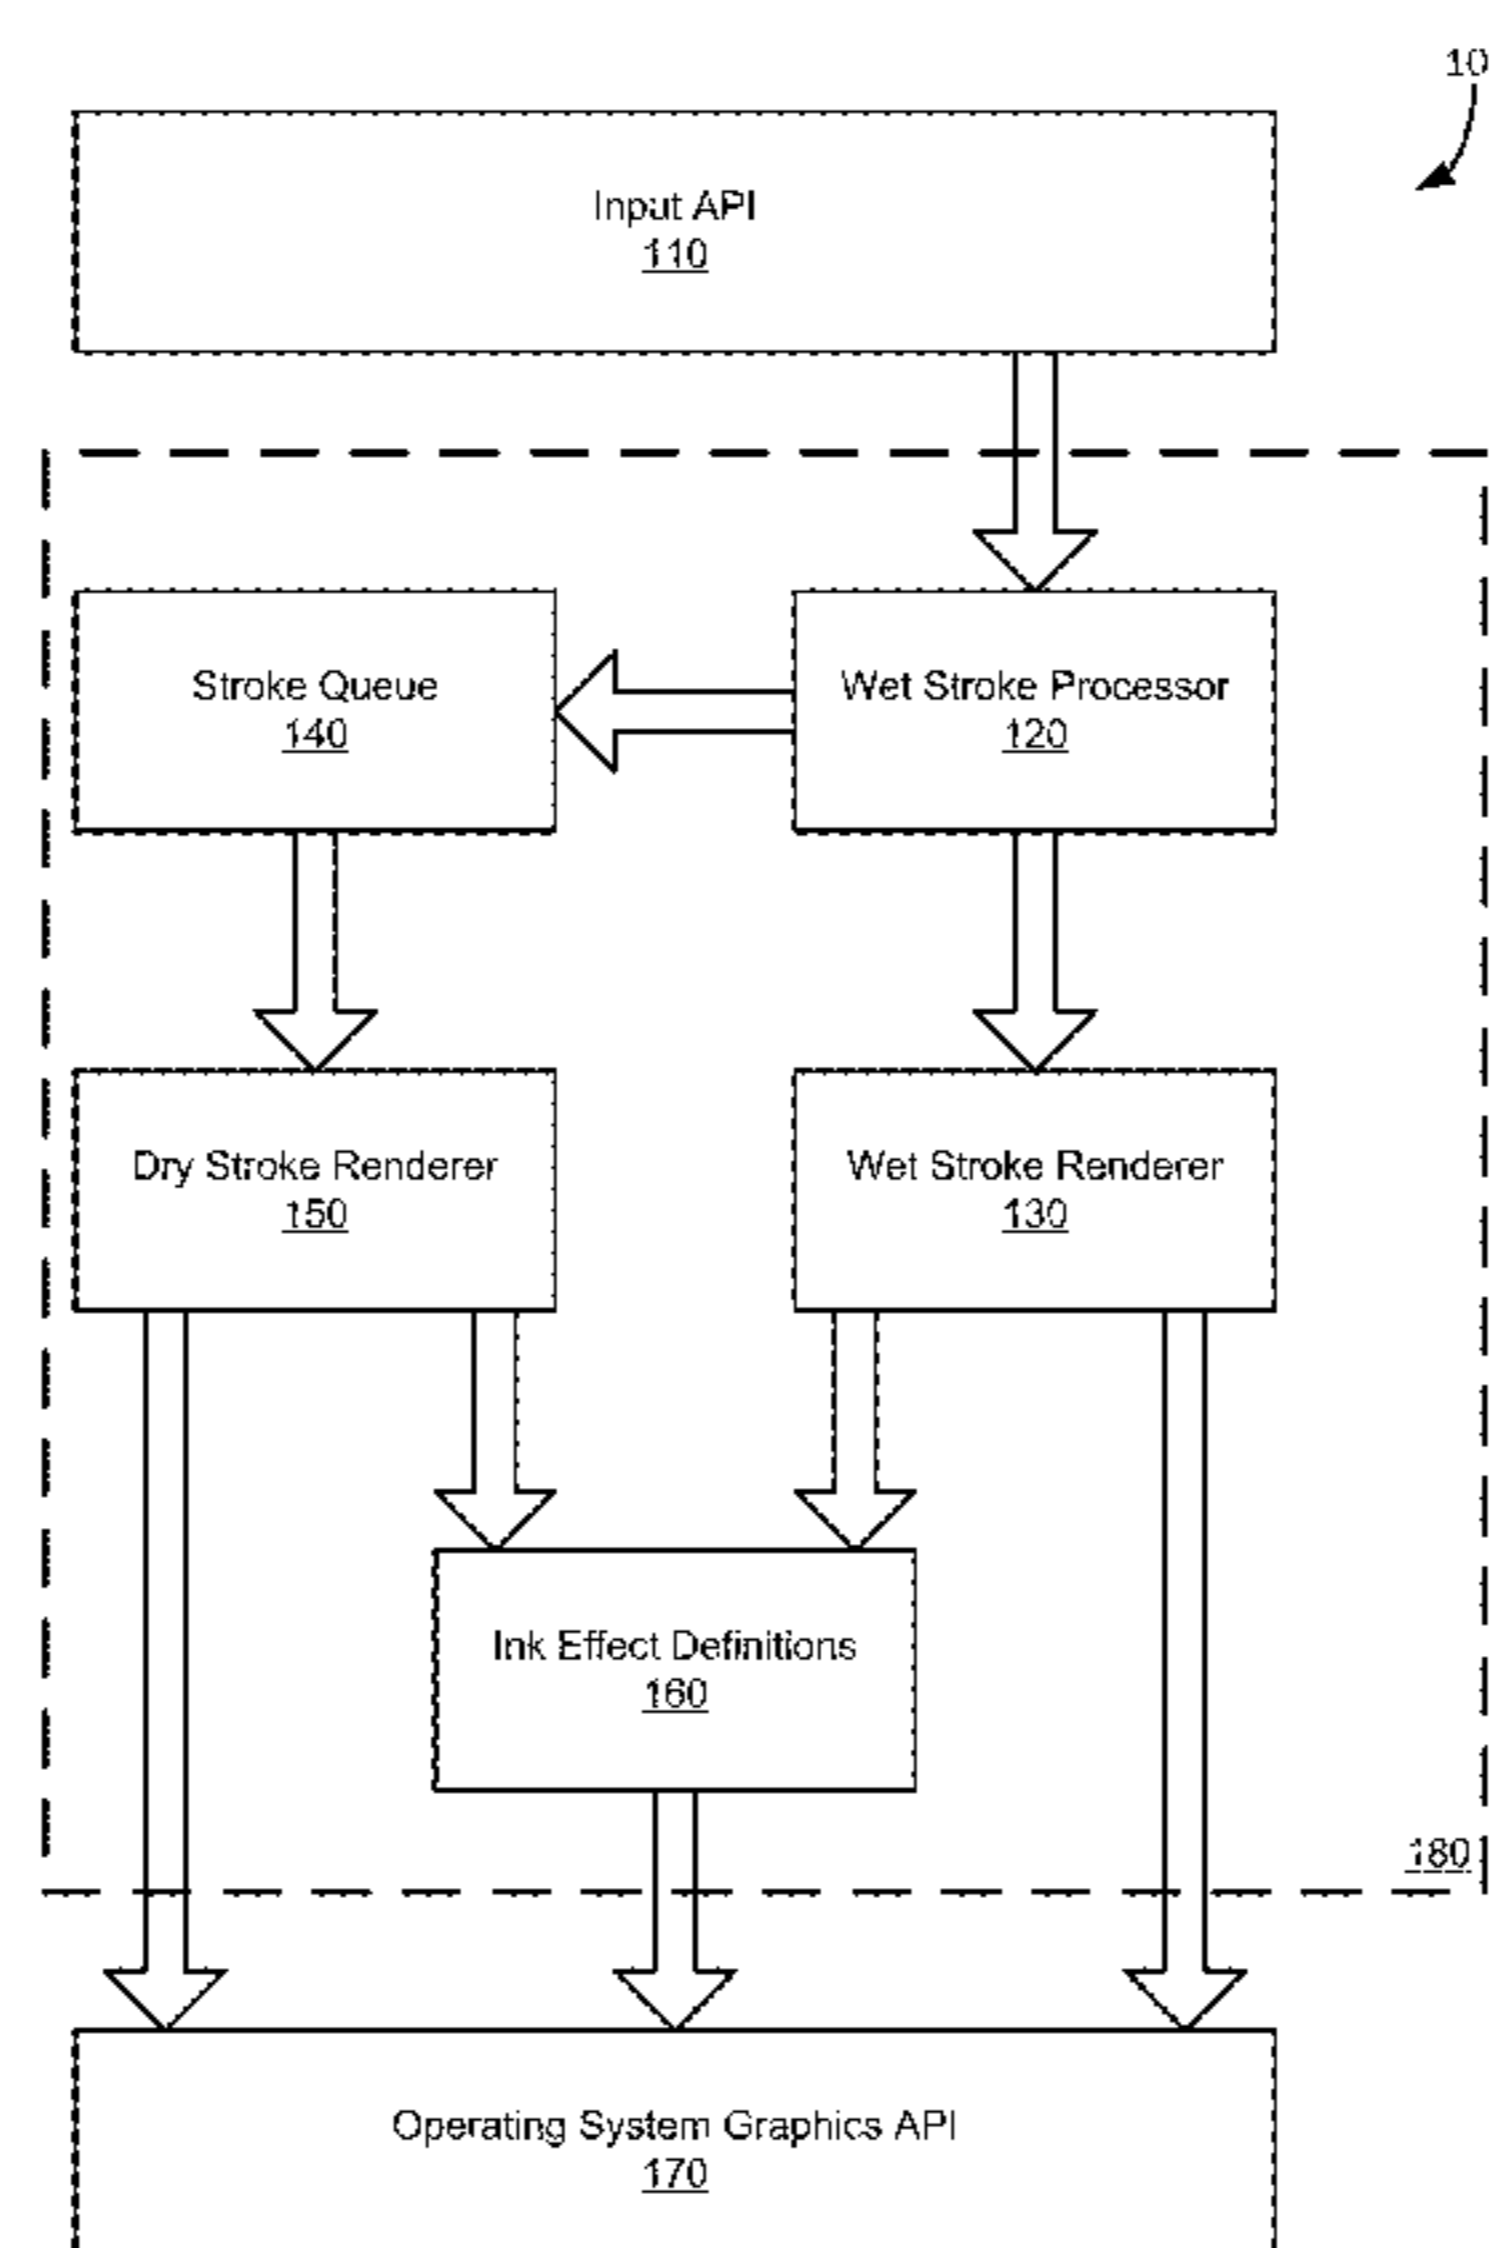 10
Input API
110
Stroke Queue
140
Wet Stroke Processor
120
Dry Stroke Renderer
150
Wet Stroke Renderer
130
Ink Effect Definitions
160
180
Operating System Graphics API
170